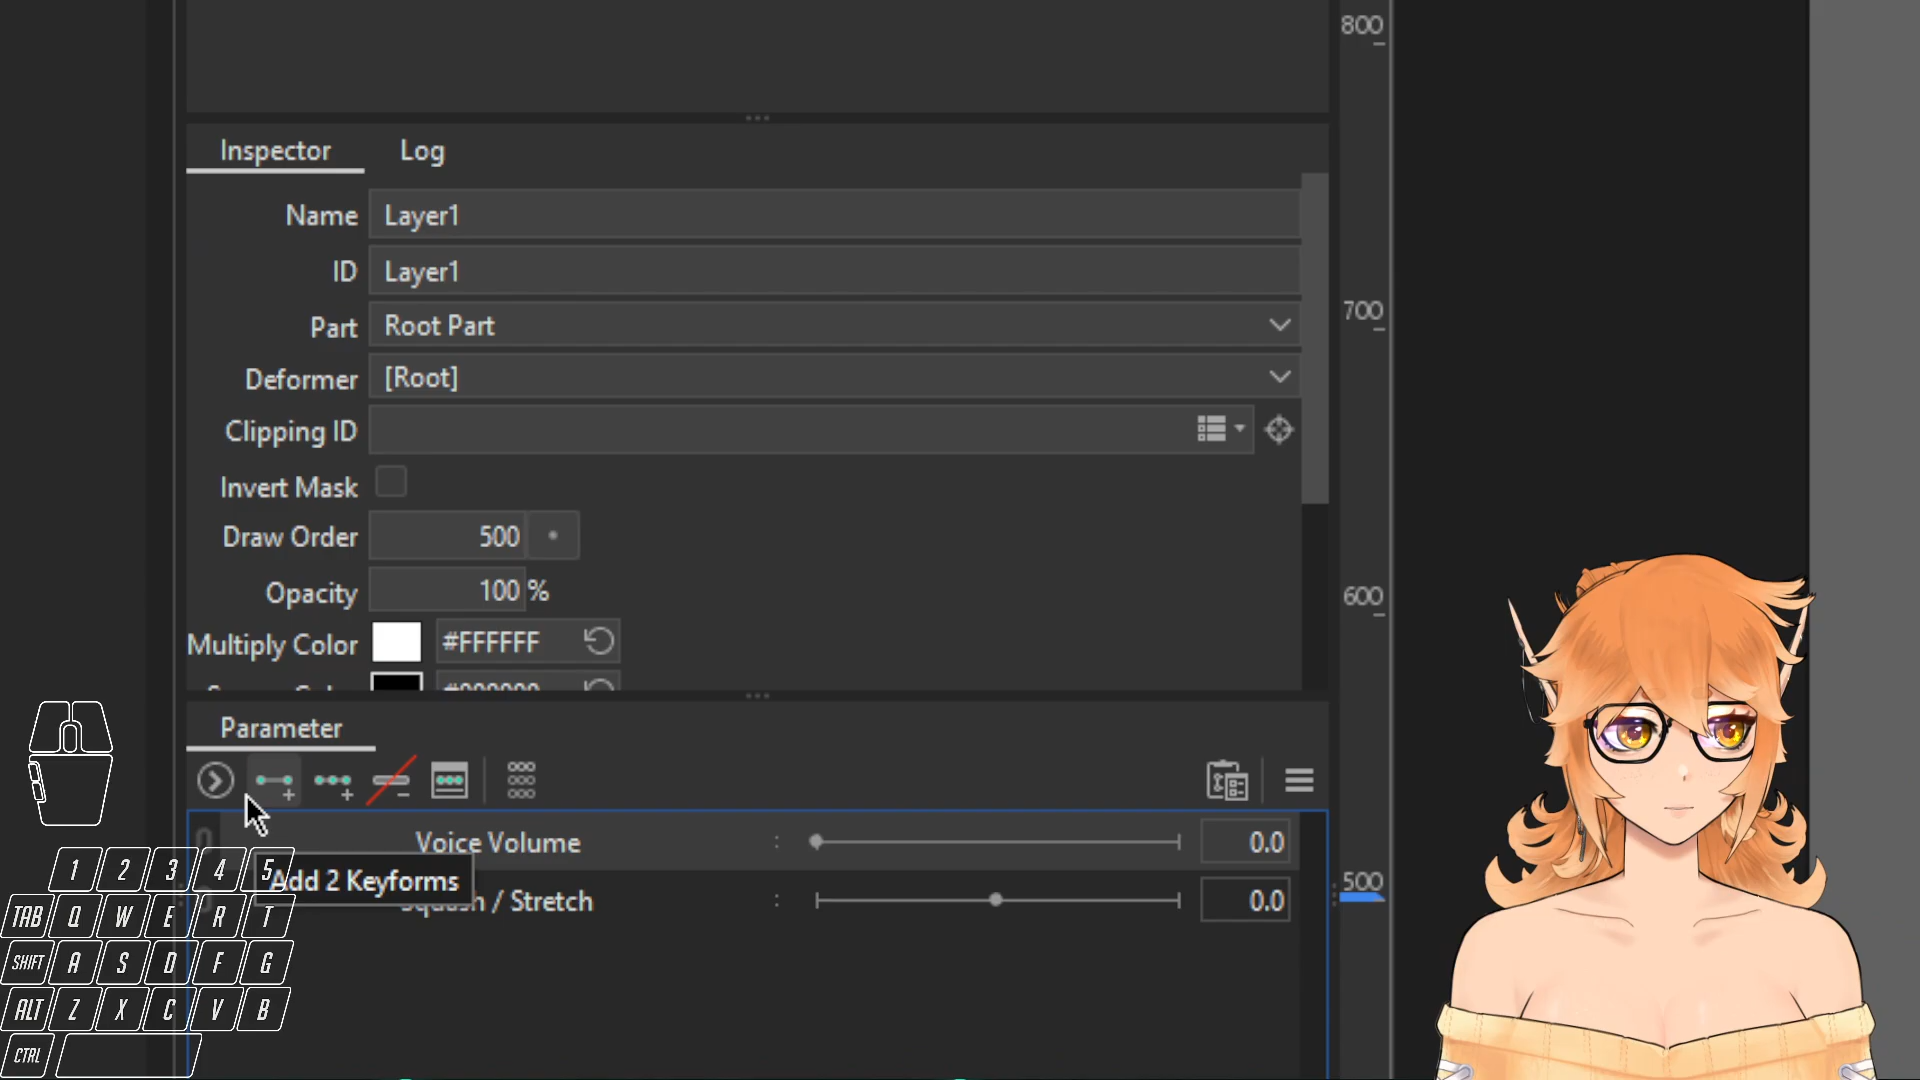 800
Inspector Log
Name Layer1
ID Layer1
Part Root Part
700
Deformer [Root]
Clipping ID
Invert Mask
Draw Order 500
Opacity 100 %
600
Multiply Color #FFFFFF
Parameter
Voice Volume : 0.0
Add 2 Keyforms
500
Squash / Stretch : 0.0
1 2 3 4 5
TAB Q W E R T
SHIFT A S D F G
ALT Z X C V B
CTRL